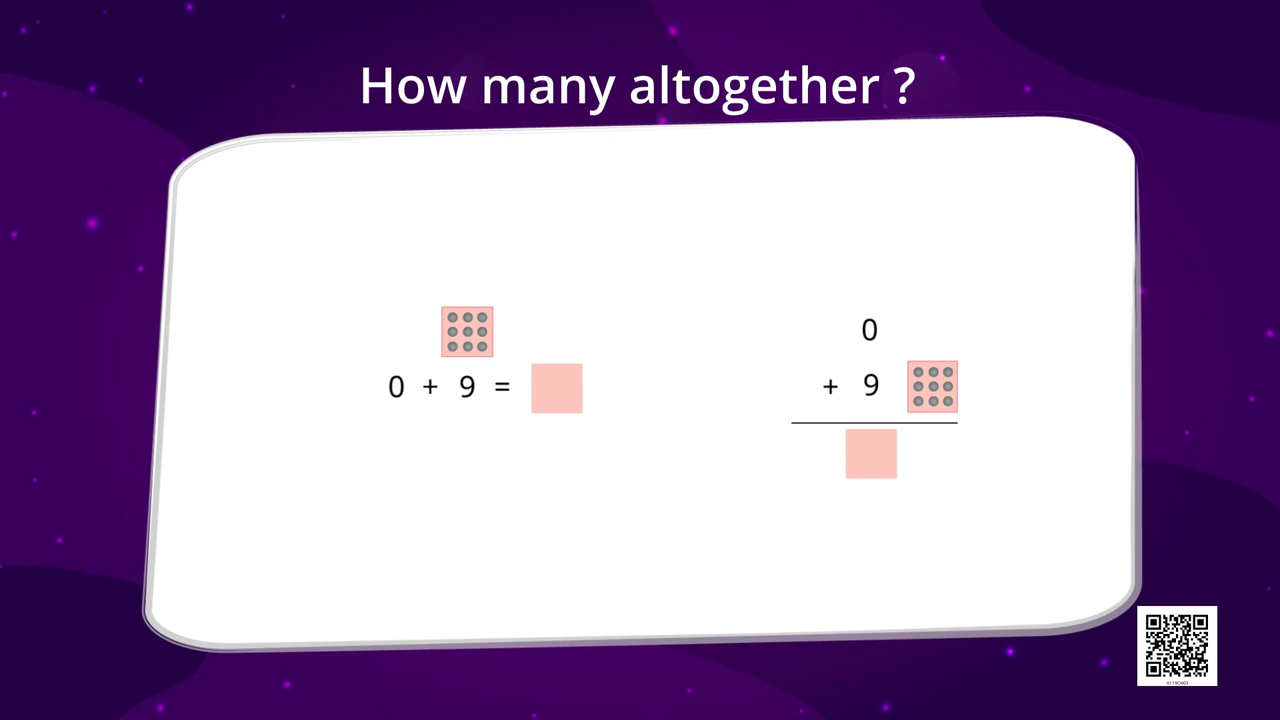 How many altogether ?
0 + 9 =
0
+ 9